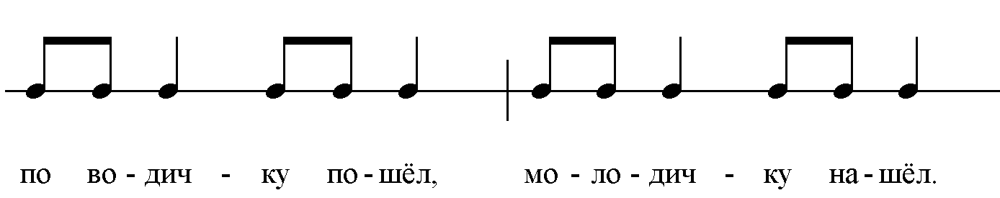 по во - дич - ку по - шёл, мо - ло - дич - ку на - шёл.